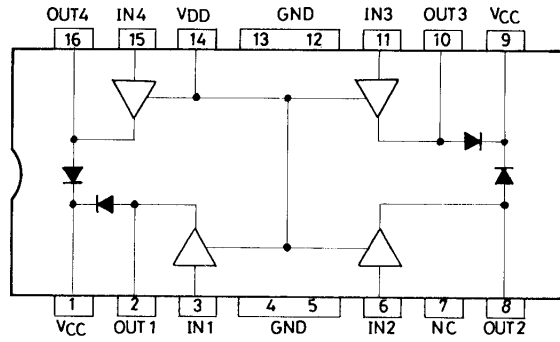 OUT4 IN4 VDD GND IN3 OUT3 VCC
16 15 14 13 12 11 10 9
1 2 3 4 5 6 7 8
VCC OUT1 IN1 GND IN2 NC OUT2